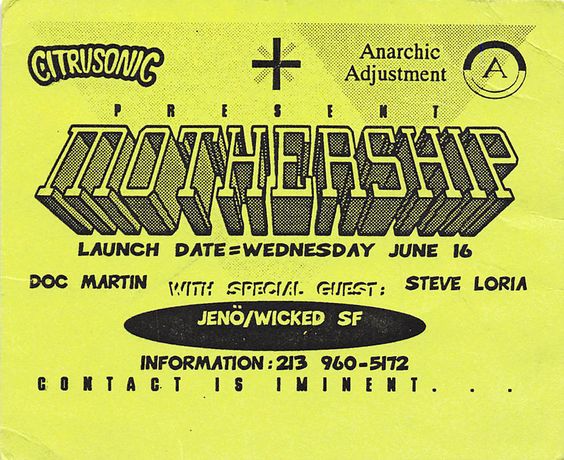 CITRUSONIC
+
Anarchic
Adjustment
A
PRESENT
MOTHERSHIP
LAUNCH DATE=WEDNESDAY JUNE 16
DOC MARTIN WITH SPECIAL GUEST: STEVE LORIA
JENÖ/WICKED SF
INFORMATION: 213 960-5172
CONTACT IS IMINENT. . .